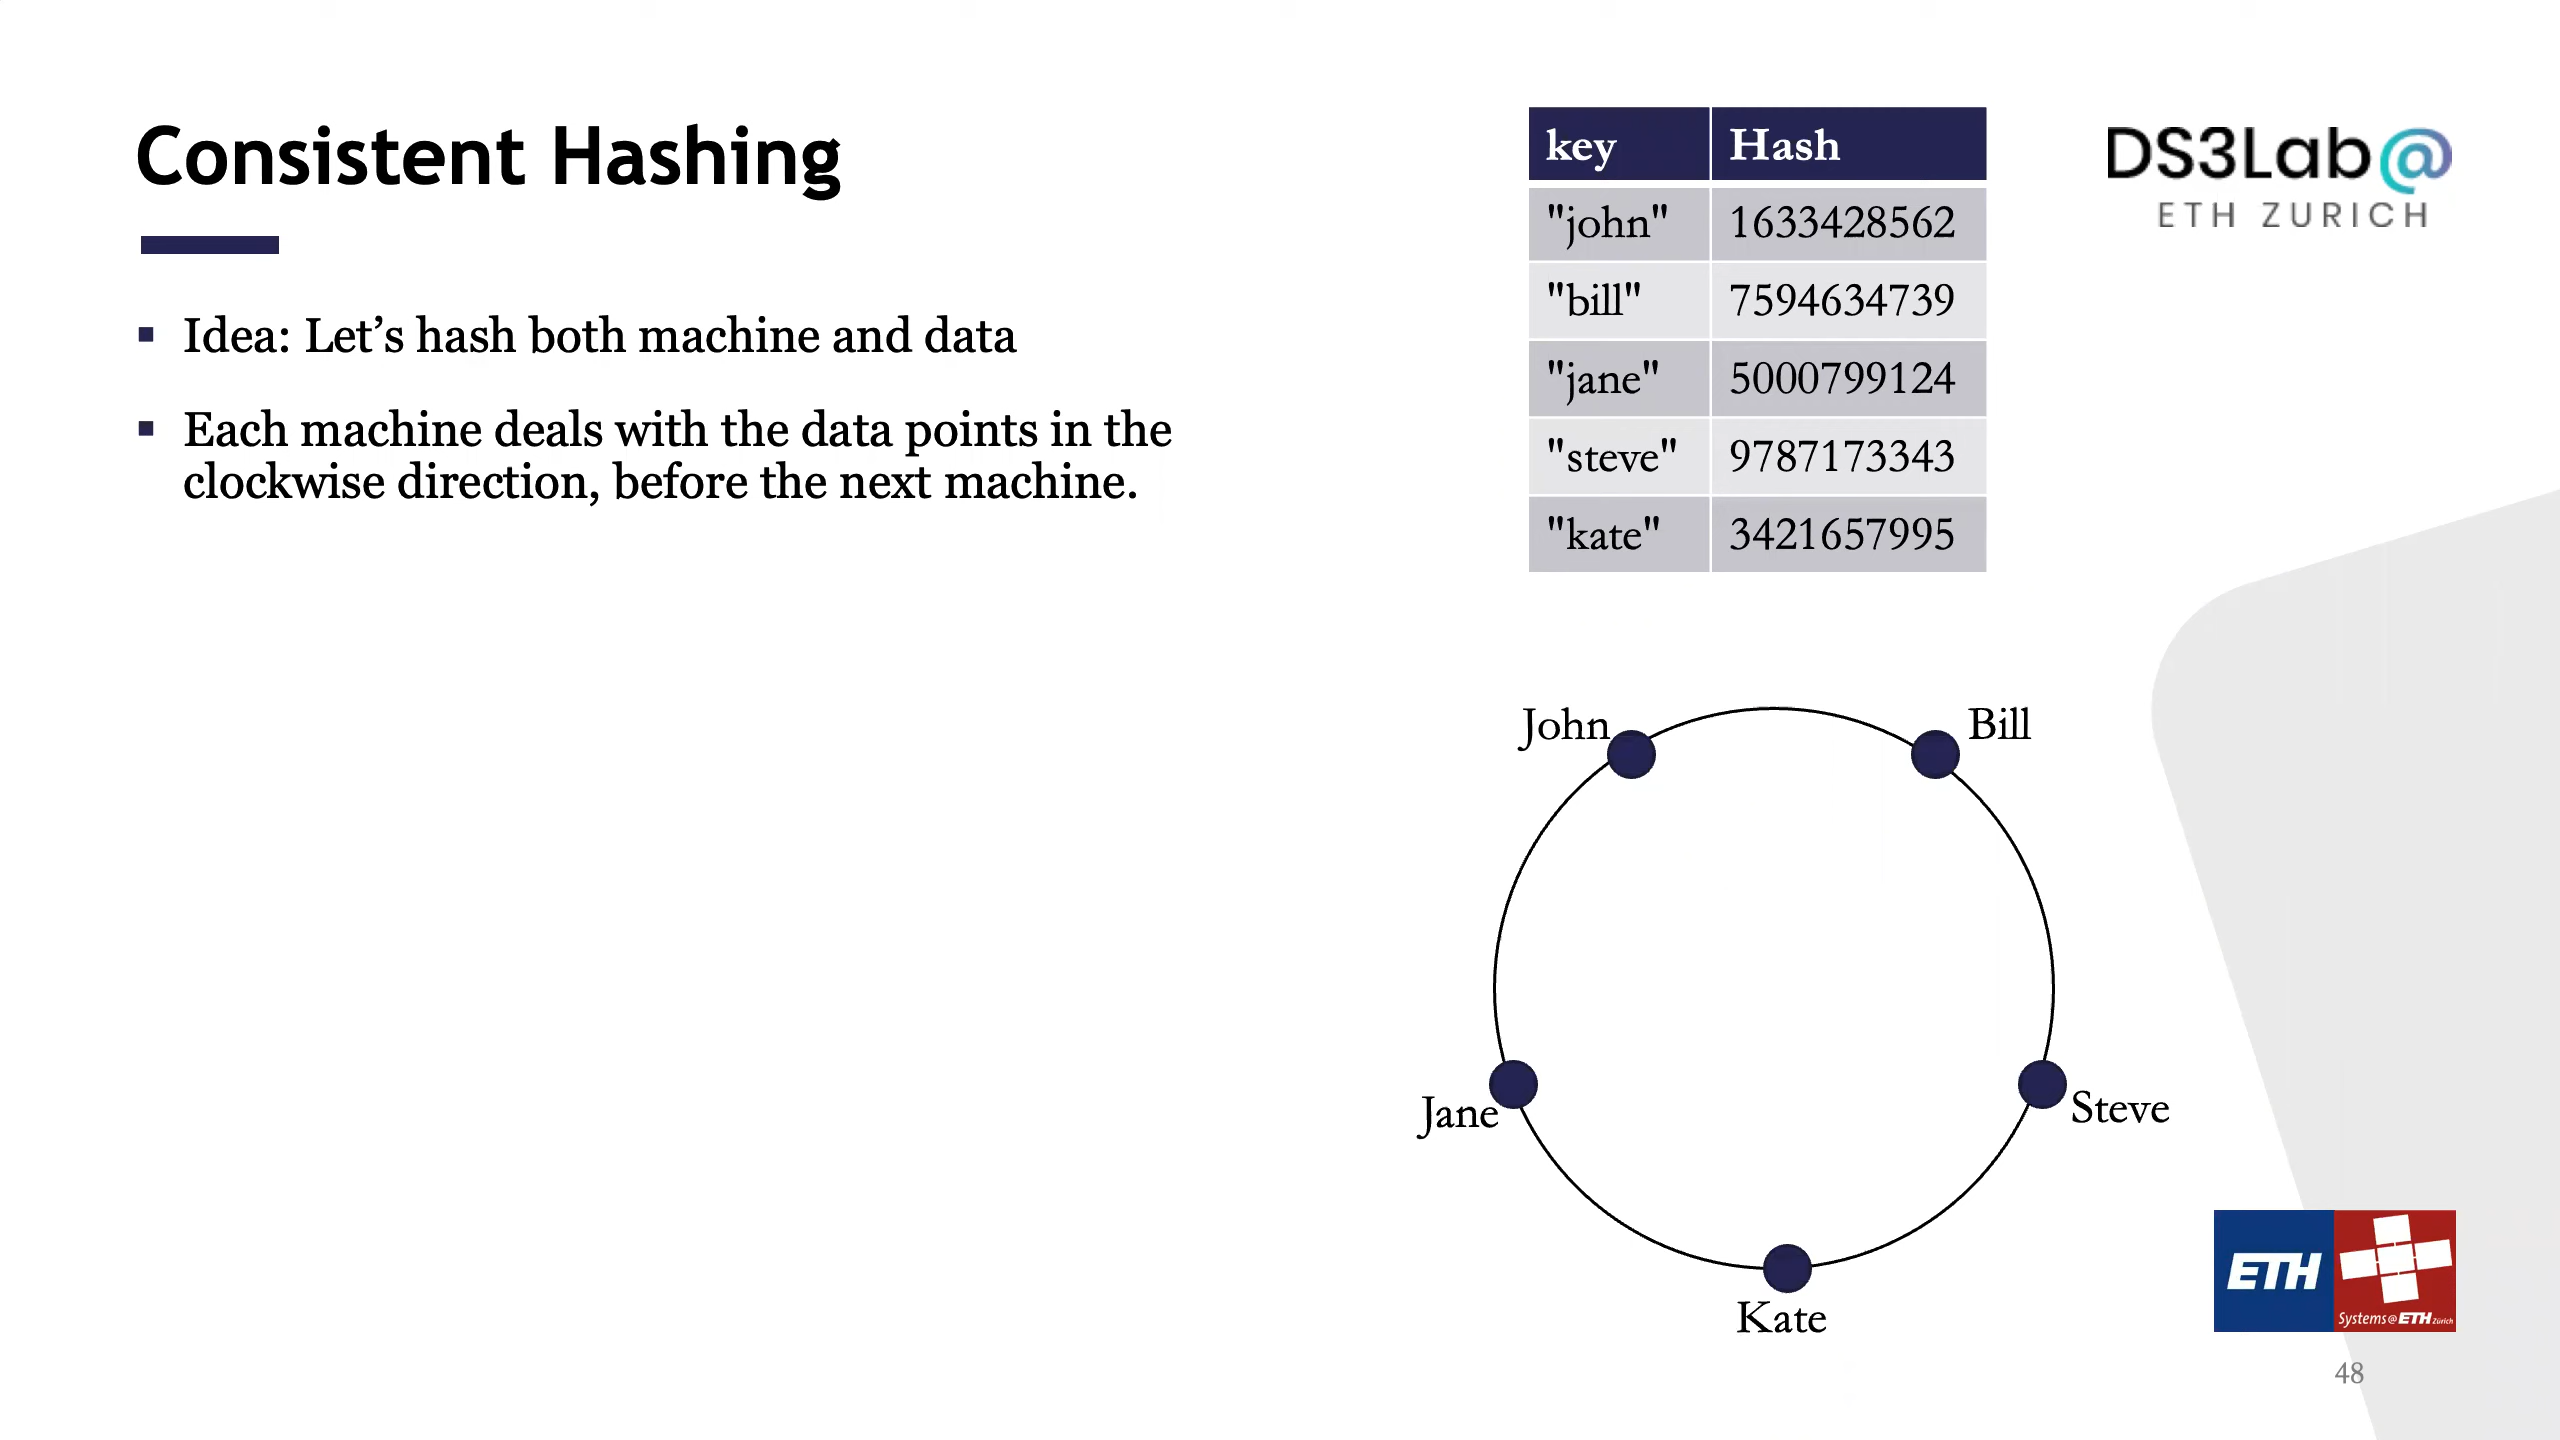 Consistent Hashing
▪ Idea: Let’s hash both machine and data
▪ Each machine deals with the data points in the
clockwise direction, before the next machine.
key Hash
"john" 1633428562
"bill" 7594634739
"jane" 5000799124
"steve" 9787173343
"kate" 3421657995
DS3Lab@
ETH ZURICH
John
Bill
Jane
Steve
Kate
ETH
Systems@ETH Zürich
48